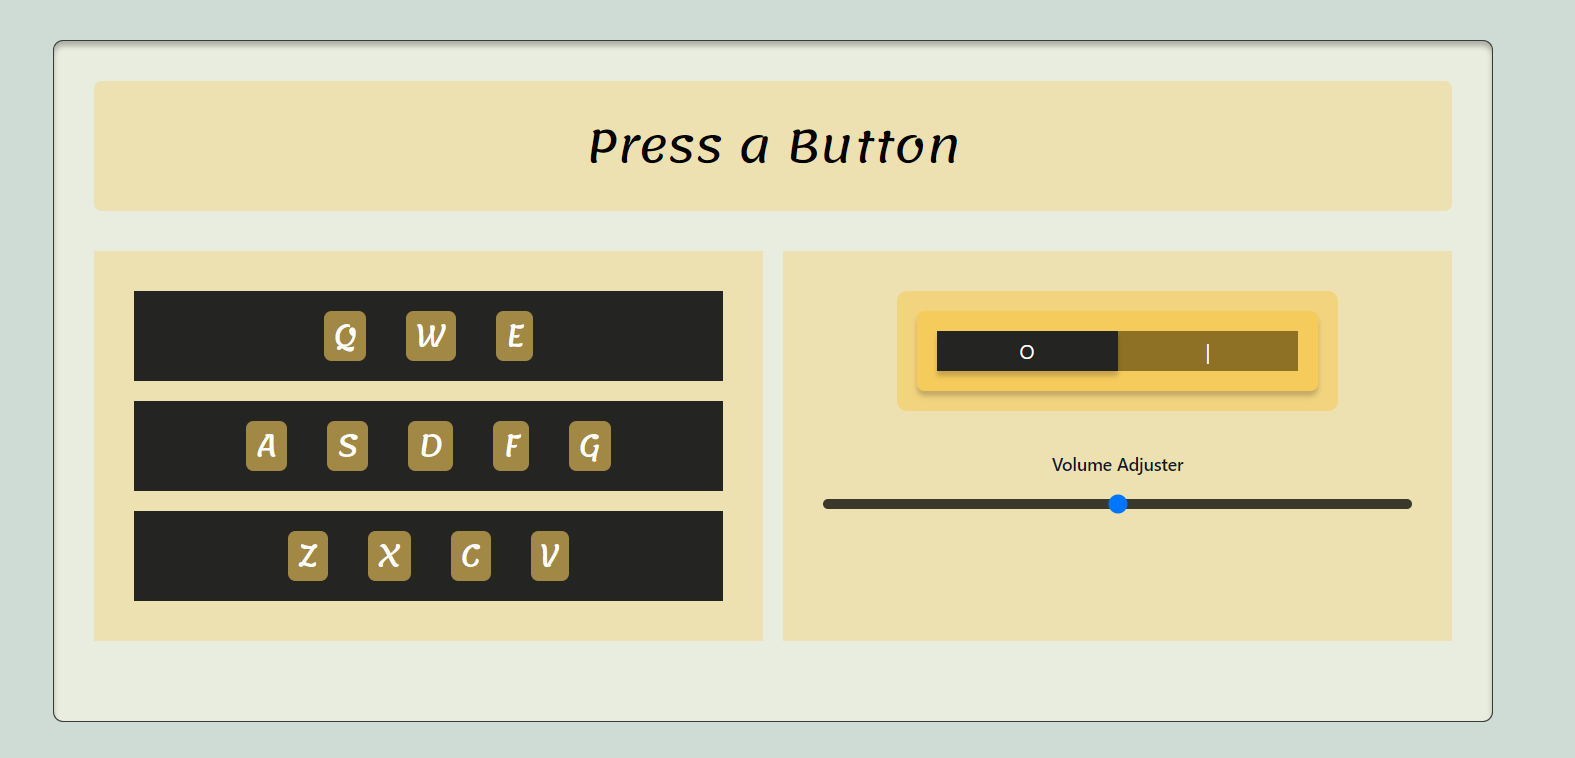 Press a Button
Q W E
A S D F G
Z X C V
O |
Volume Adjuster